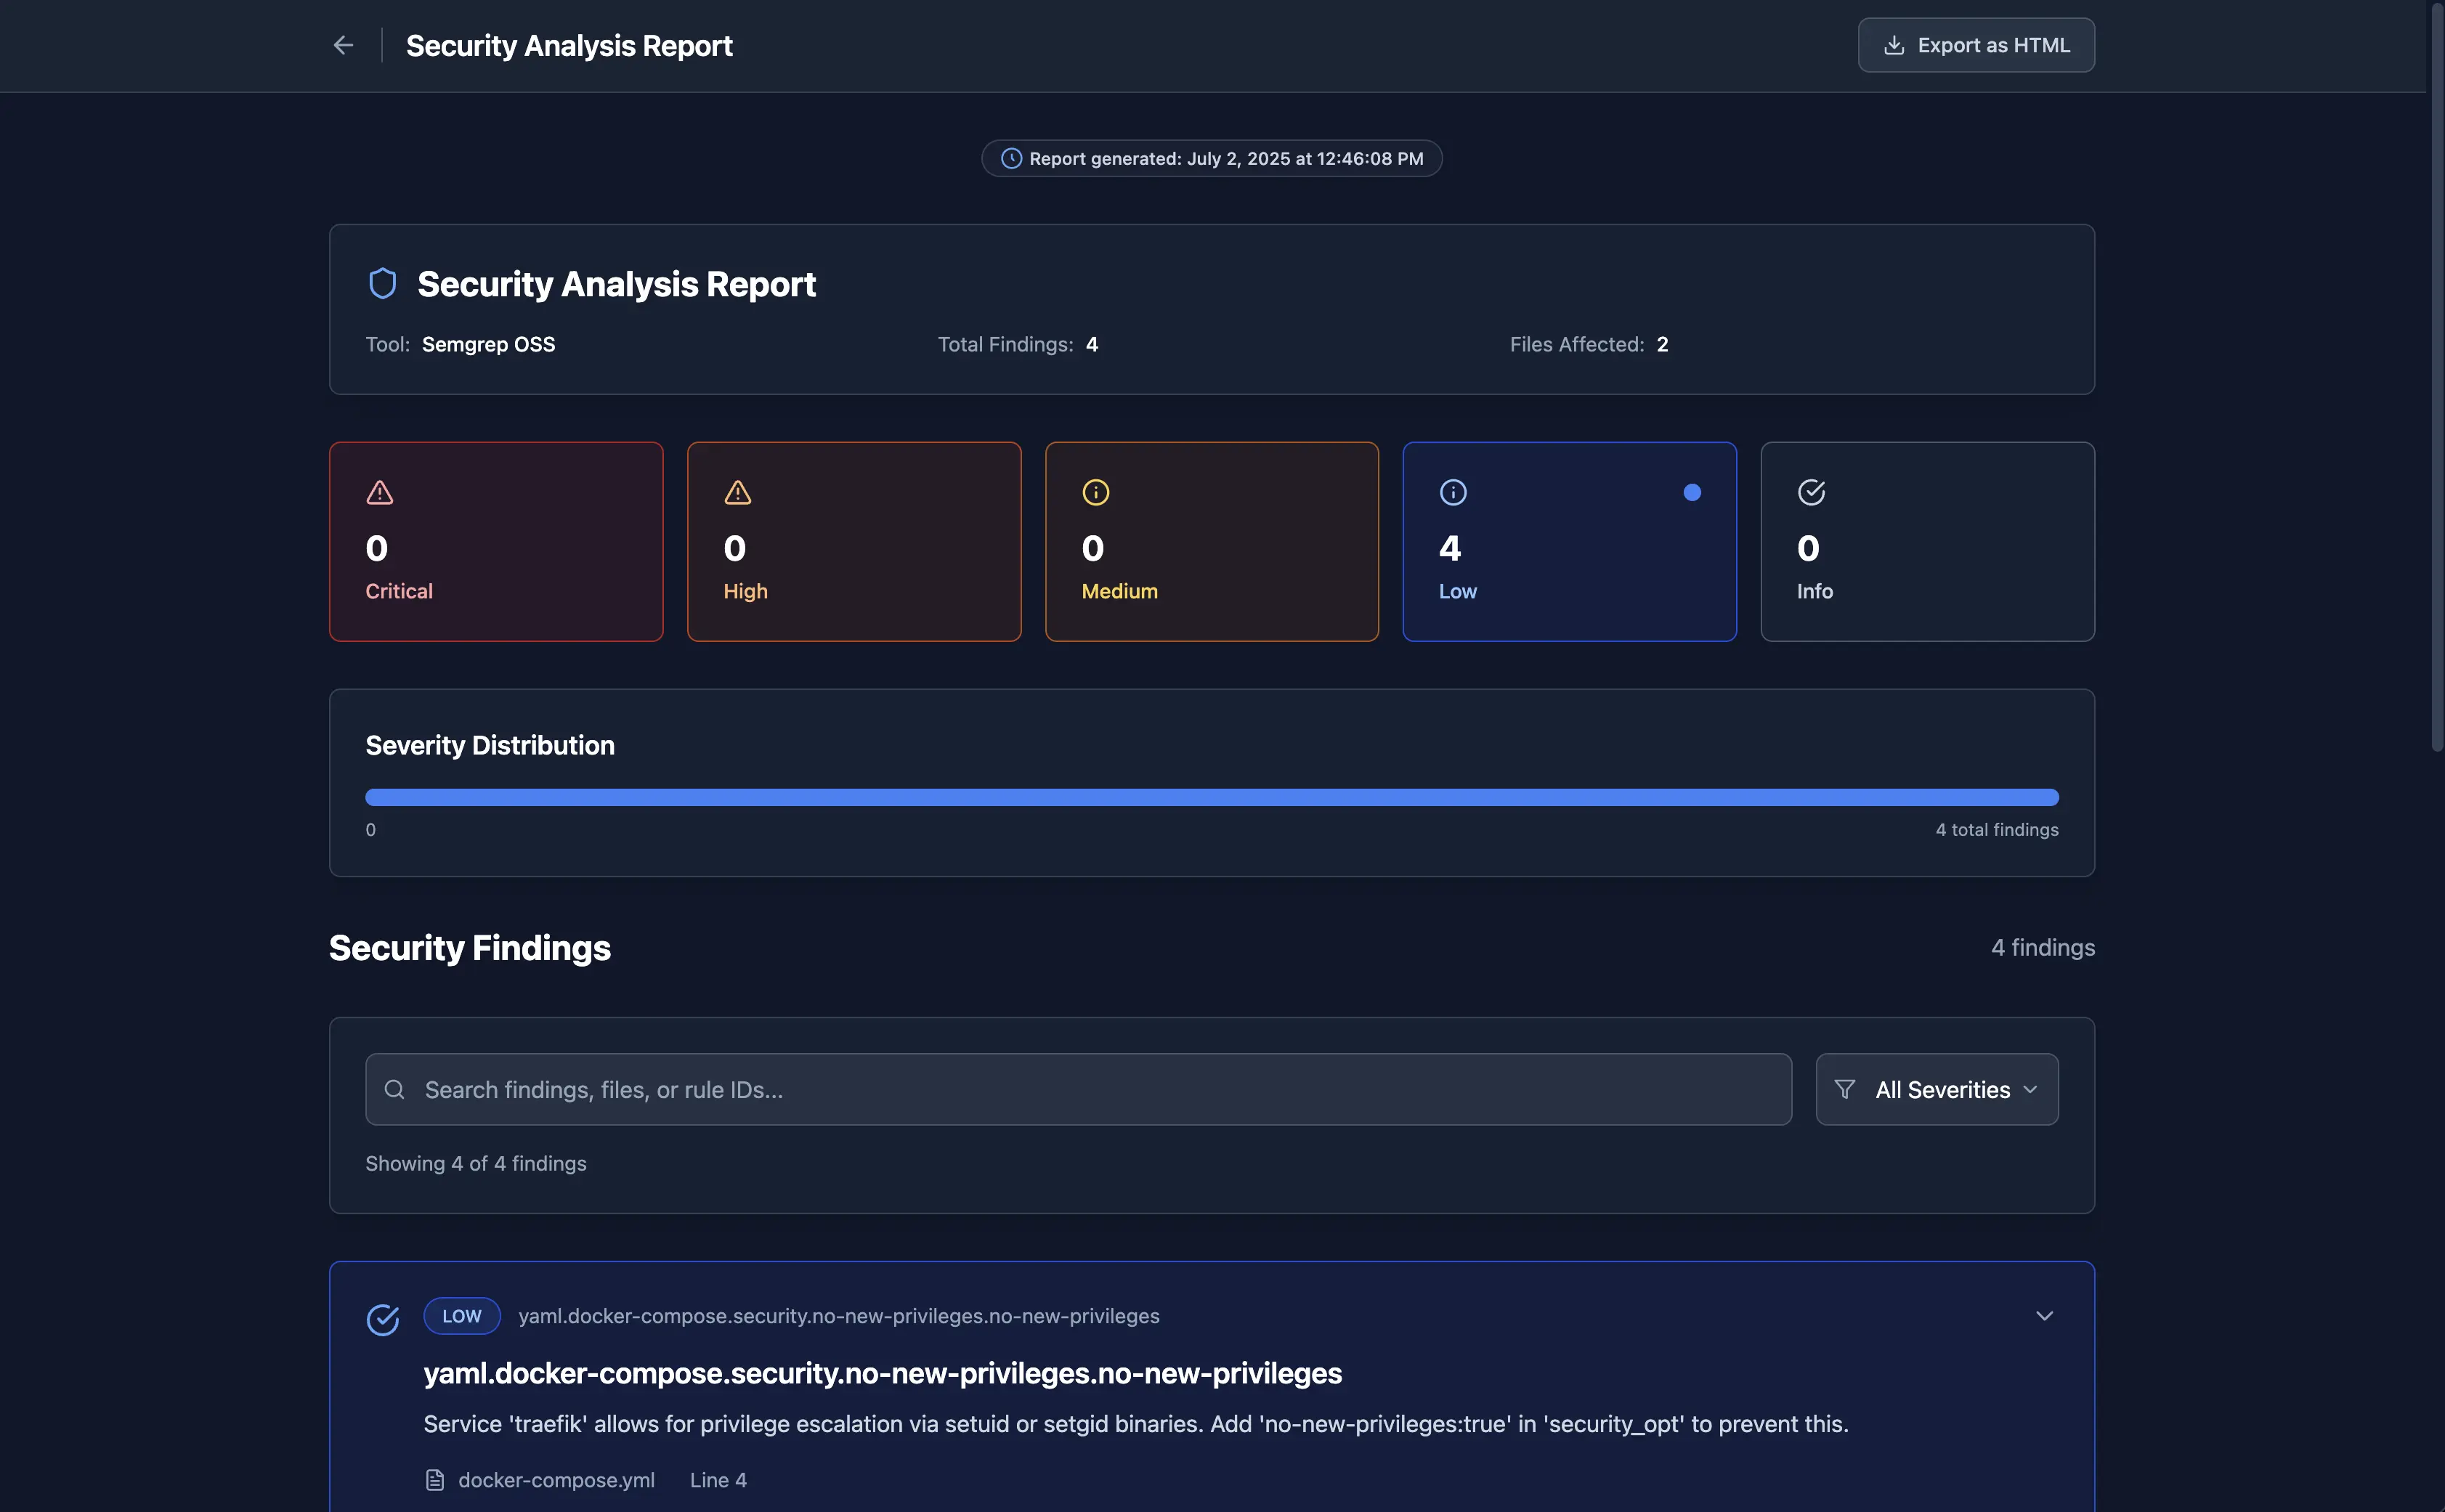 Security Analysis Report
Export as HTML
Report generated: July 2, 2025 at 12:46:08 PM
Security Analysis Report
Tool: Semgrep OSS
Total Findings: 4
Files Affected: 2
0
Critical
0
High
0
Medium
4
Low
0
Info
Severity Distribution
0
4 total findings
Security Findings
4 findings
Search findings, files, or rule IDs...
All Severities
Showing 4 of 4 findings
LOW
yaml.docker-compose.security.no-new-privileges.no-new-privileges
yaml.docker-compose.security.no-new-privileges.no-new-privileges
Service 'traefik' allows for privilege escalation via setuid or setgid binaries. Add 'no-new-privileges:true' in 'security_opt' to prevent this.
docker-compose.yml
Line 4